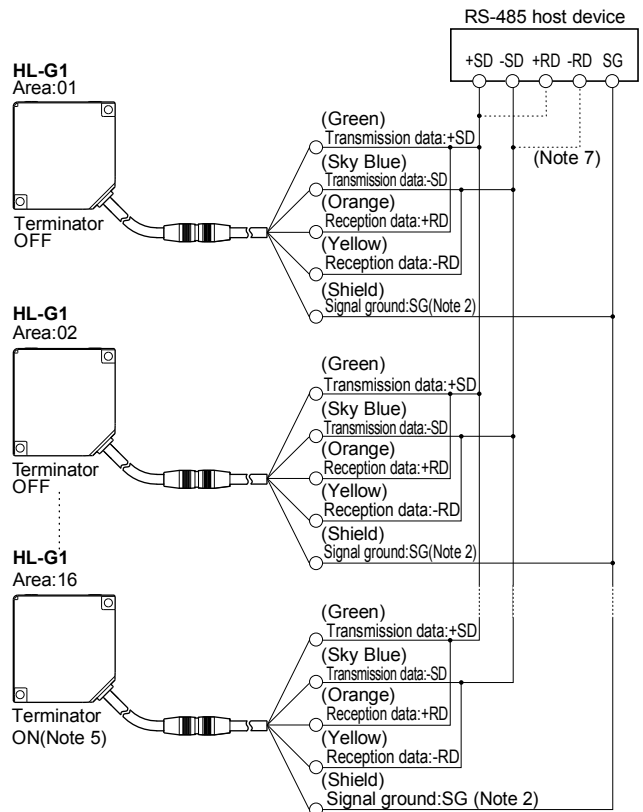 RS-485 host device
+SD -SD +RD -RD SG
(Note 7)
HL-G1
Area:01
Terminator
OFF
(Green)
Transmission data:+SD
(Sky Blue)
Transmission data:-SD
(Orange)
Reception data:+RD
(Yellow)
Reception data:-RD
(Shield)
Signal ground:SG(Note 2)
HL-G1
Area:02
Terminator
OFF
(Green)
Transmission data:+SD
(Sky Blue)
Transmission data:-SD
(Orange)
Reception data:+RD
(Yellow)
Reception data:-RD
(Shield)
Signal ground:SG(Note 2)
HL-G1
Area:16
Terminator
ON(Note 5)
(Green)
Transmission data:+SD
(Sky Blue)
Transmission data:-SD
(Orange)
Reception data:+RD
(Yellow)
Reception data:-RD
(Shield)
Signal ground:SG (Note 2)